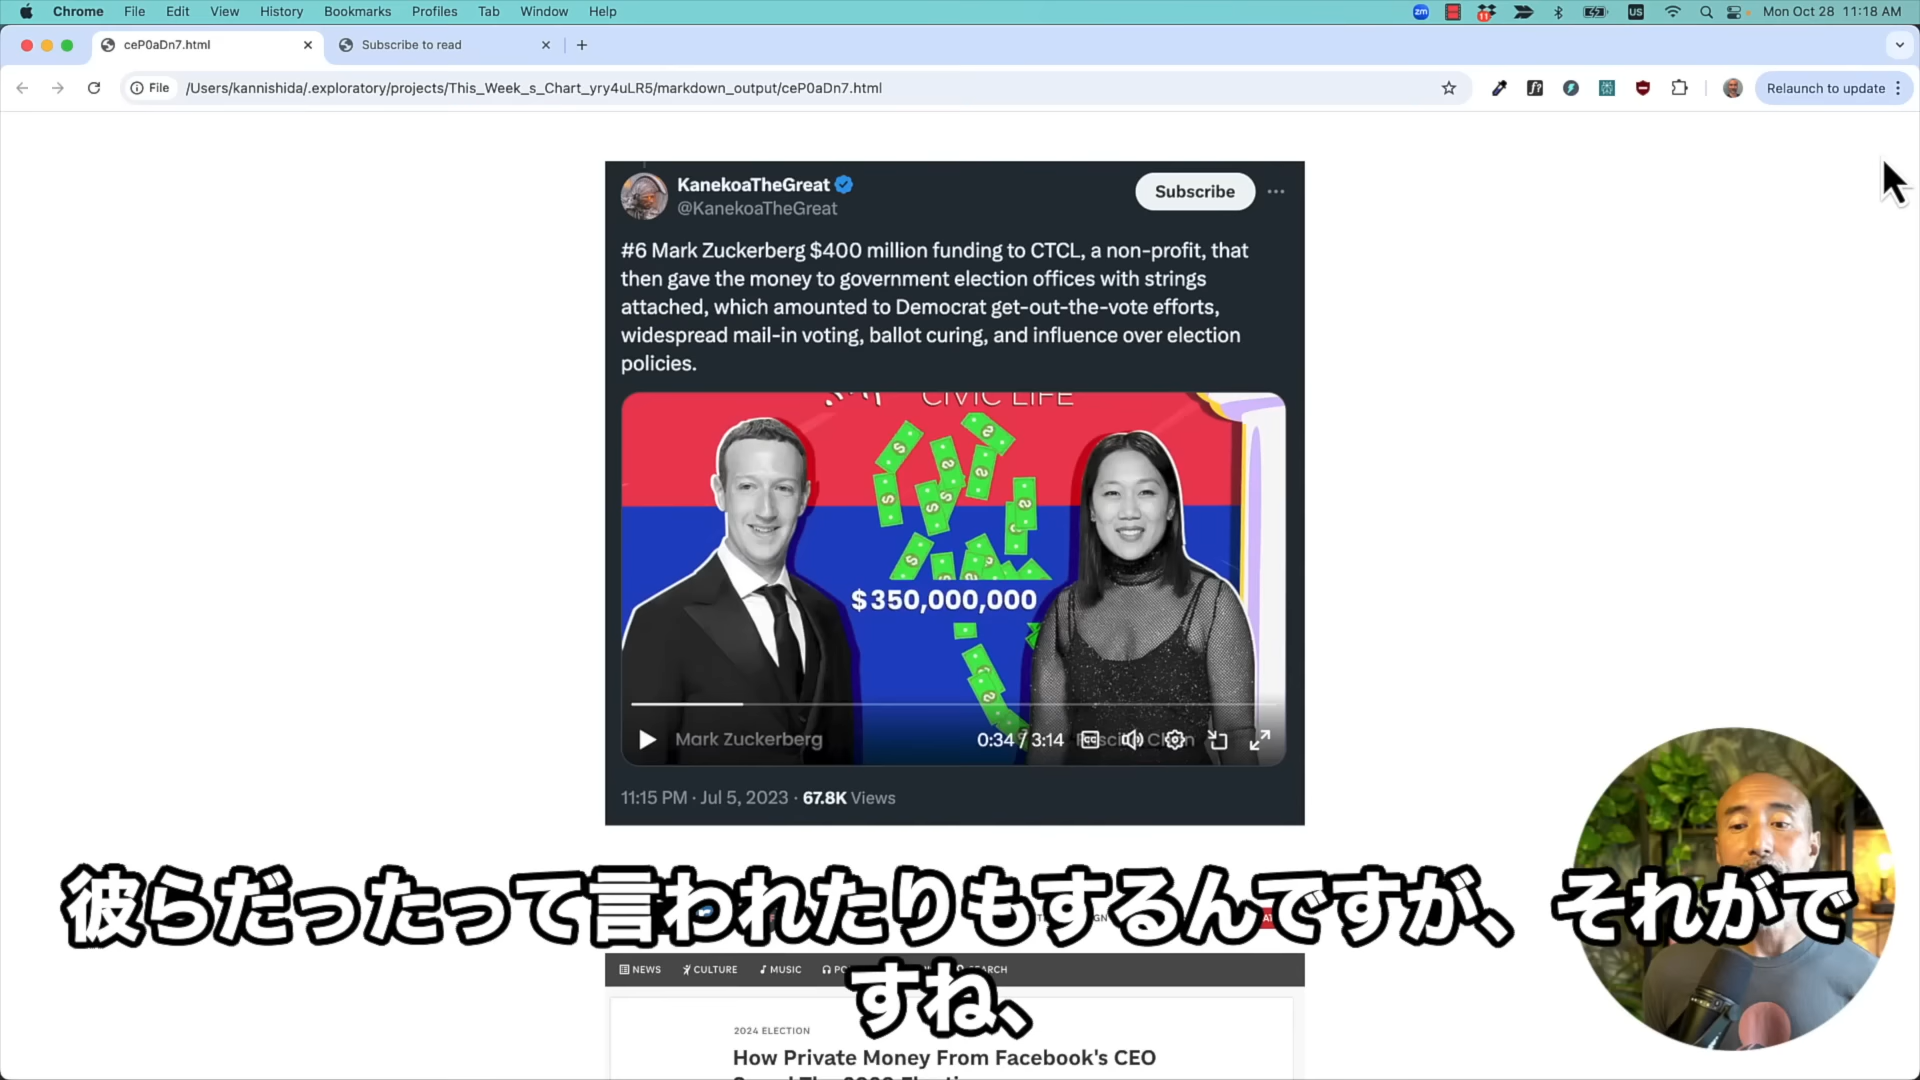 Chrome File Edit View History Bookmarks Profiles Tab Window Help
zm 11 US Mon Oct 28 11:18 AM
ceP0aDn7.html
Subscribe to read
File /Users/kannishida/.exploratory/projects/This_Week_s_Chart_yry4uLR5/markdown_output/ceP0aDn7.html
Relaunch to update
KanekoaTheGreat
@KanekoaTheGreat
Subscribe
#6 Mark Zuckerberg $400 million funding to CTCL, a non-profit, that
then gave the money to government election offices with strings
attached, which amounted to Democrat get-out-the-vote efforts,
widespread mail-in voting, ballot curing, and influence over election
policies.
CIVIC LIFE
$350,000,000
Mark Zuckerberg
0:34 / 3:14
11:15 PM · Jul 5, 2023 · 67.8K Views
彼らだったって言われたりもするんですが、それがで
すね、
NEWS CULTURE MUSIC
2024 ELECTION
How Private Money From Facebook's CEO